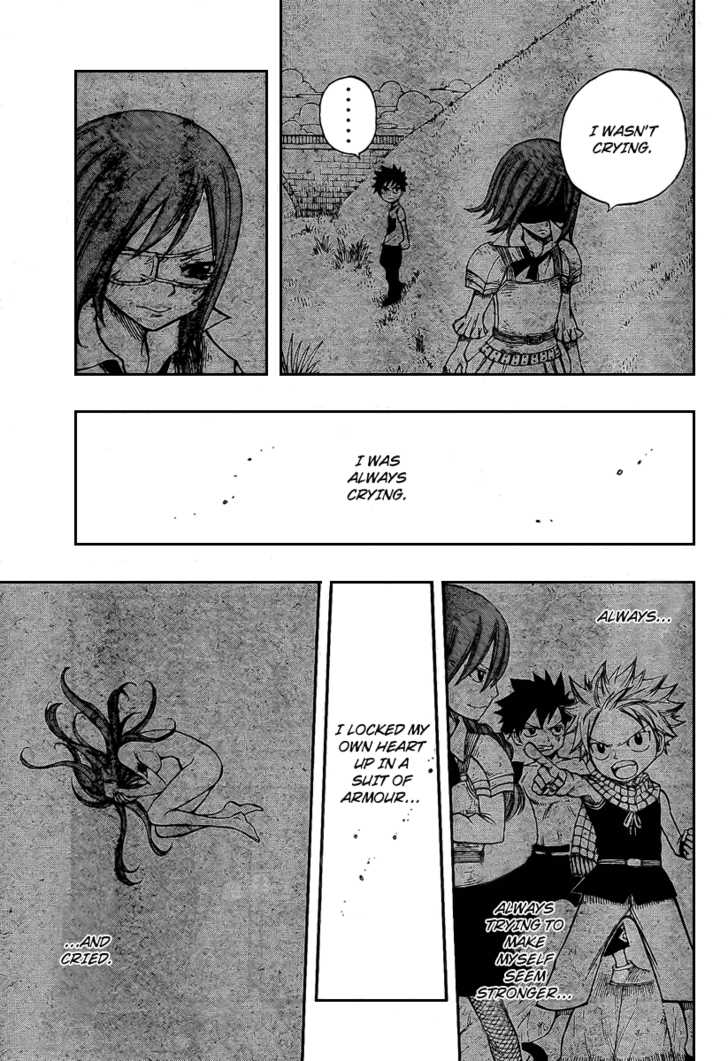 I WASN'T
CRYING.
......
I WAS
ALWAYS
CRYING.
ALWAYS...
ALWAYS
TRYING TO
MAKE
MYSELF
SEEM
STRONGER...
I LOCKED MY
OWN HEART
UP IN A
SUIT OF
ARMOUR...
...AND
CRIED.